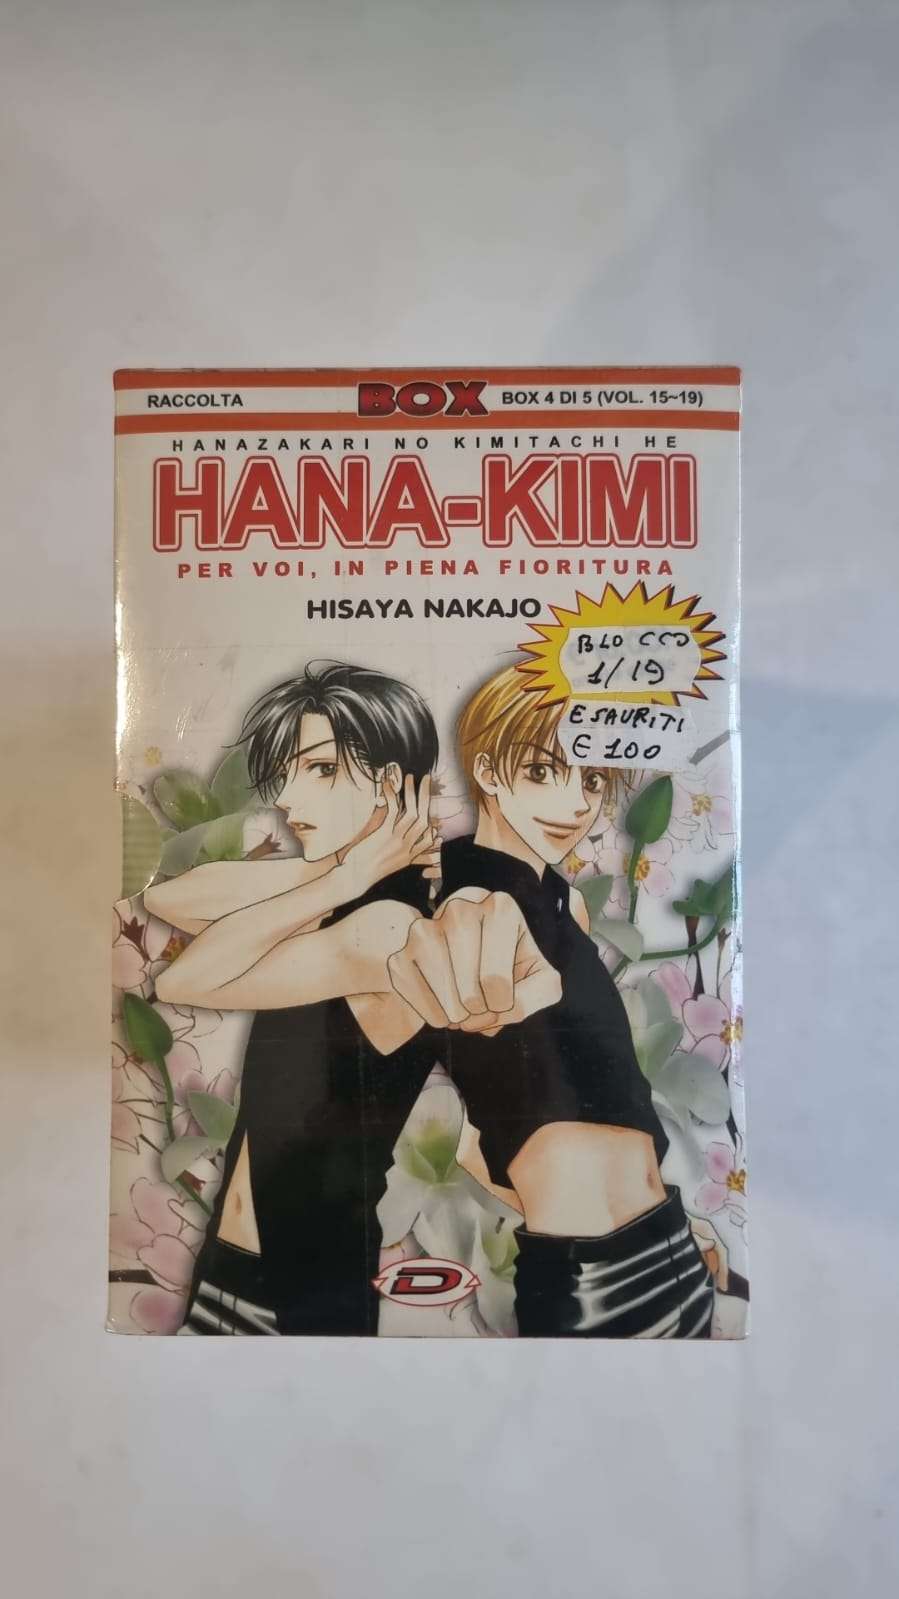 RACCOLTA BOX BOX 4 DI 5 (VOL. 15~19)
HANAZAKARI NO KIMITACHI HE
HANA-KIMI
PER VOI, IN PIENA FIORITURA
HISAYA NAKAJO
BLOCCO
1/19
ESAURITI
€ 100
D